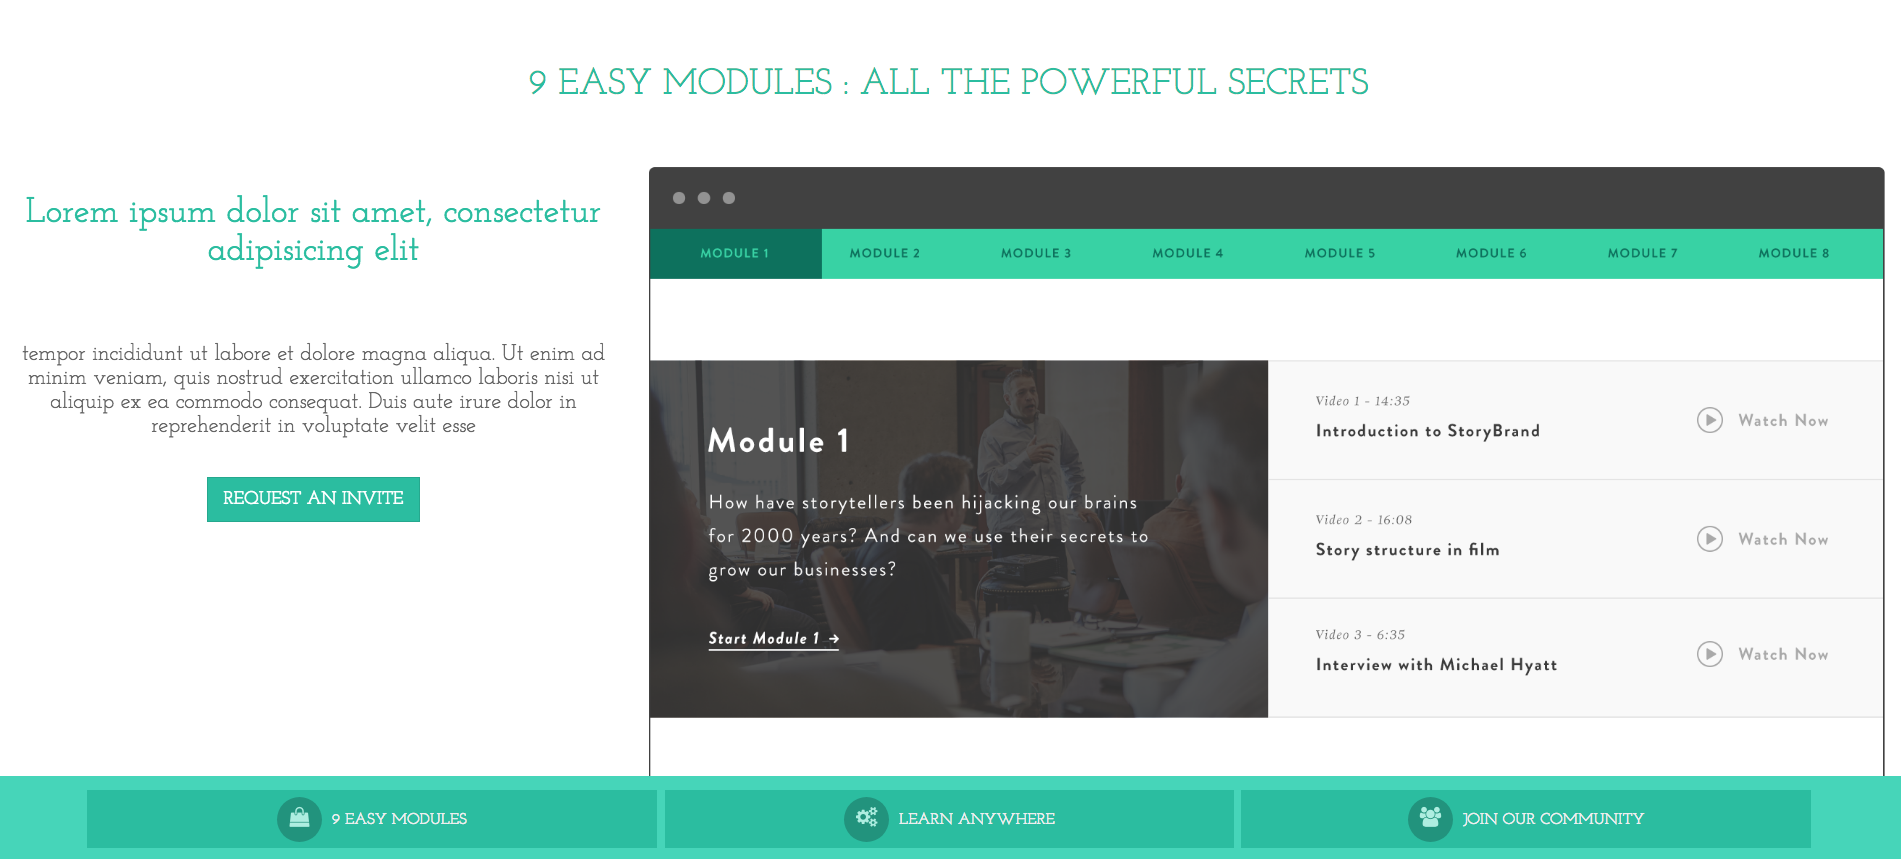 9 EASY MODULES : ALL THE POWERFUL SECRETS
Lorem ipsum dolor sit amet, consectetur
adipisicing elit
tempor incididunt ut labore et dolore magna aliqua. Ut enim ad
minim veniam, quis nostrud exercitation ullamco laboris nisi ut
aliquip ex ea commodo consequat. Duis aute irure dolor in
reprehenderit in voluptate velit esse
REQUEST AN INVITE
MODULE 1 MODULE 2 MODULE 3 MODULE 4 MODULE 5 MODULE 6 MODULE 7 MODULE 8
Module 1
How have storytellers been hijacking our brains
for 2000 years? And can we use their secrets to
grow our businesses?
Start Module 1 →
Video 1 - 14:35
Introduction to StoryBrand
Watch Now
Video 2 - 16:08
Story structure in film
Watch Now
Video 3 - 6:35
Interview with Michael Hyatt
Watch Now
9 EASY MODULES
LEARN ANYWHERE
JOIN OUR COMMUNITY